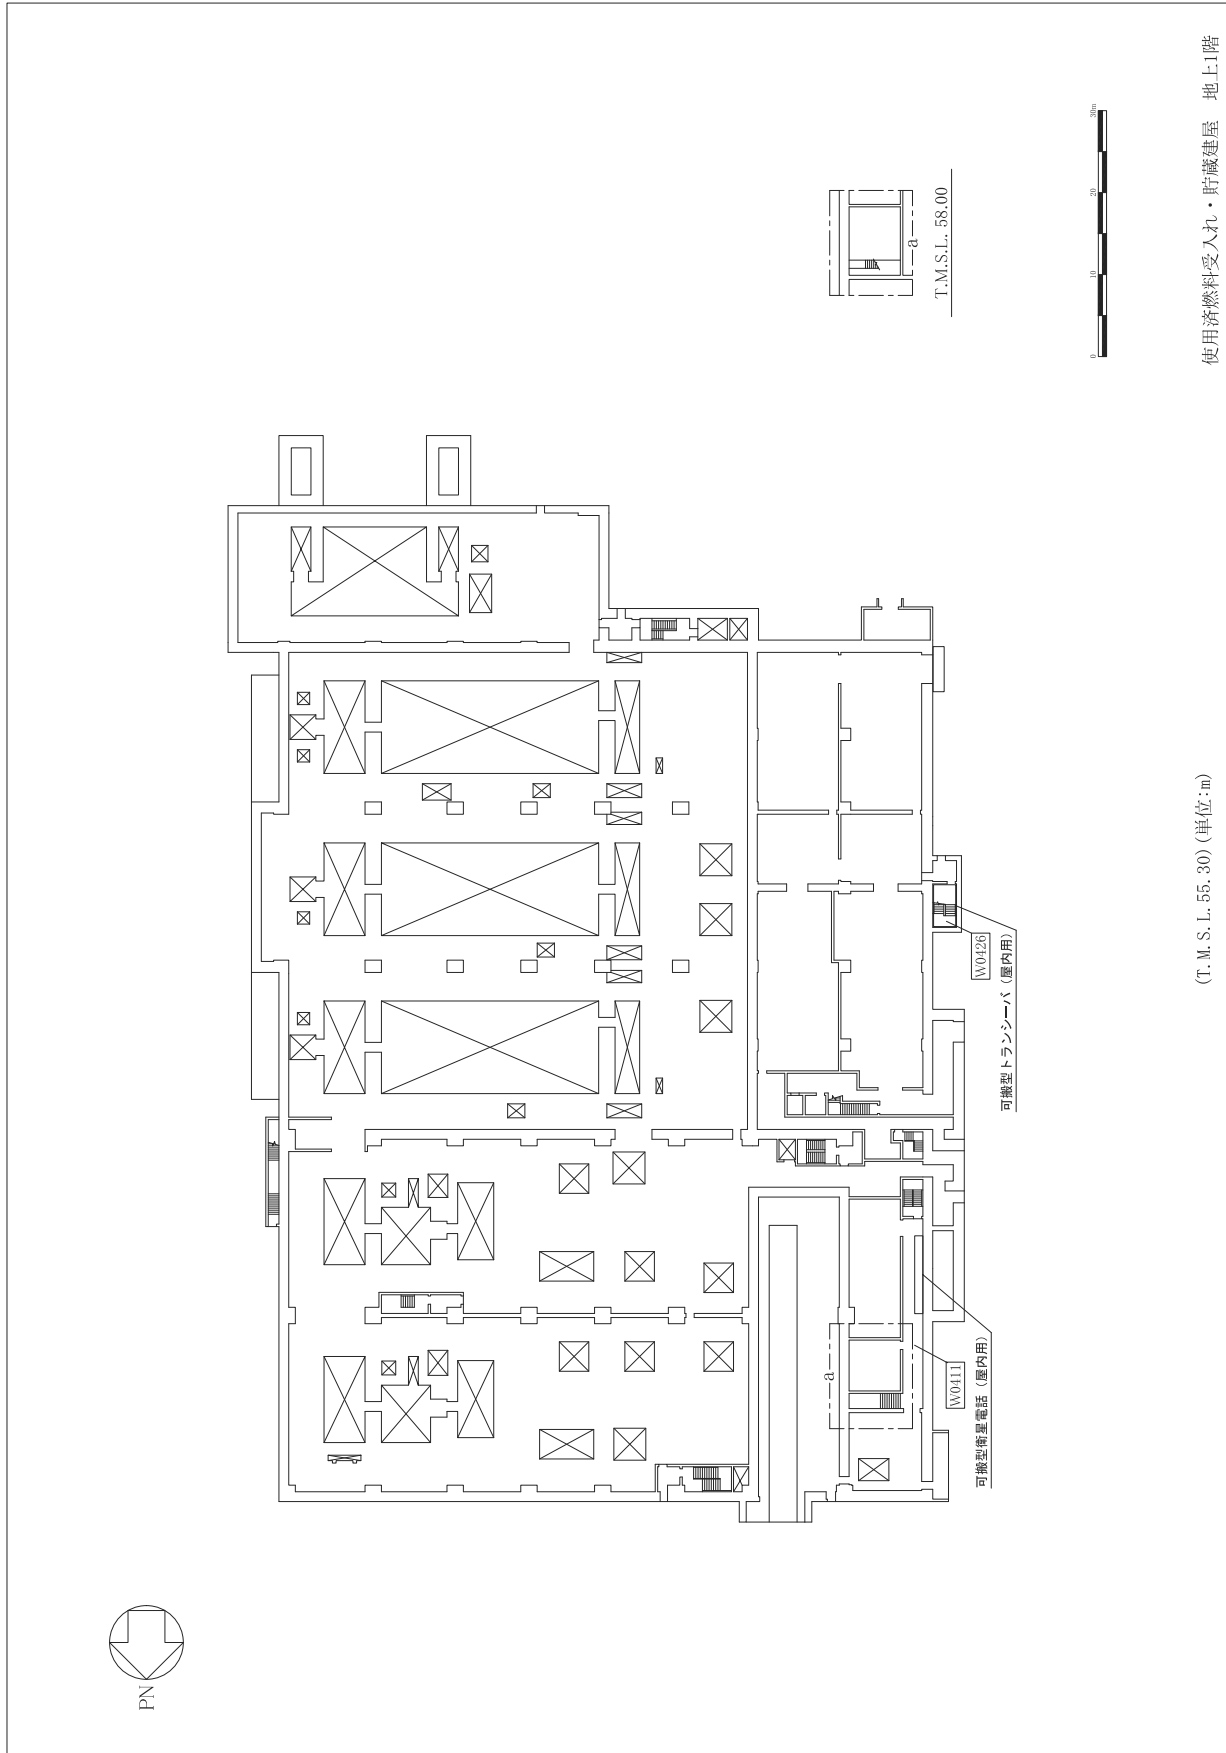 PN
a
W0411
可搬型衛星電話（屋内用）
W0426
可搬型トランシーバ（屋内用）
a
T.M.S.L. 58.00
0 10 20 30m
(T.M.S.L.55.30)(単位:m)
使用済燃料受入れ・貯蔵建屋　地上1階